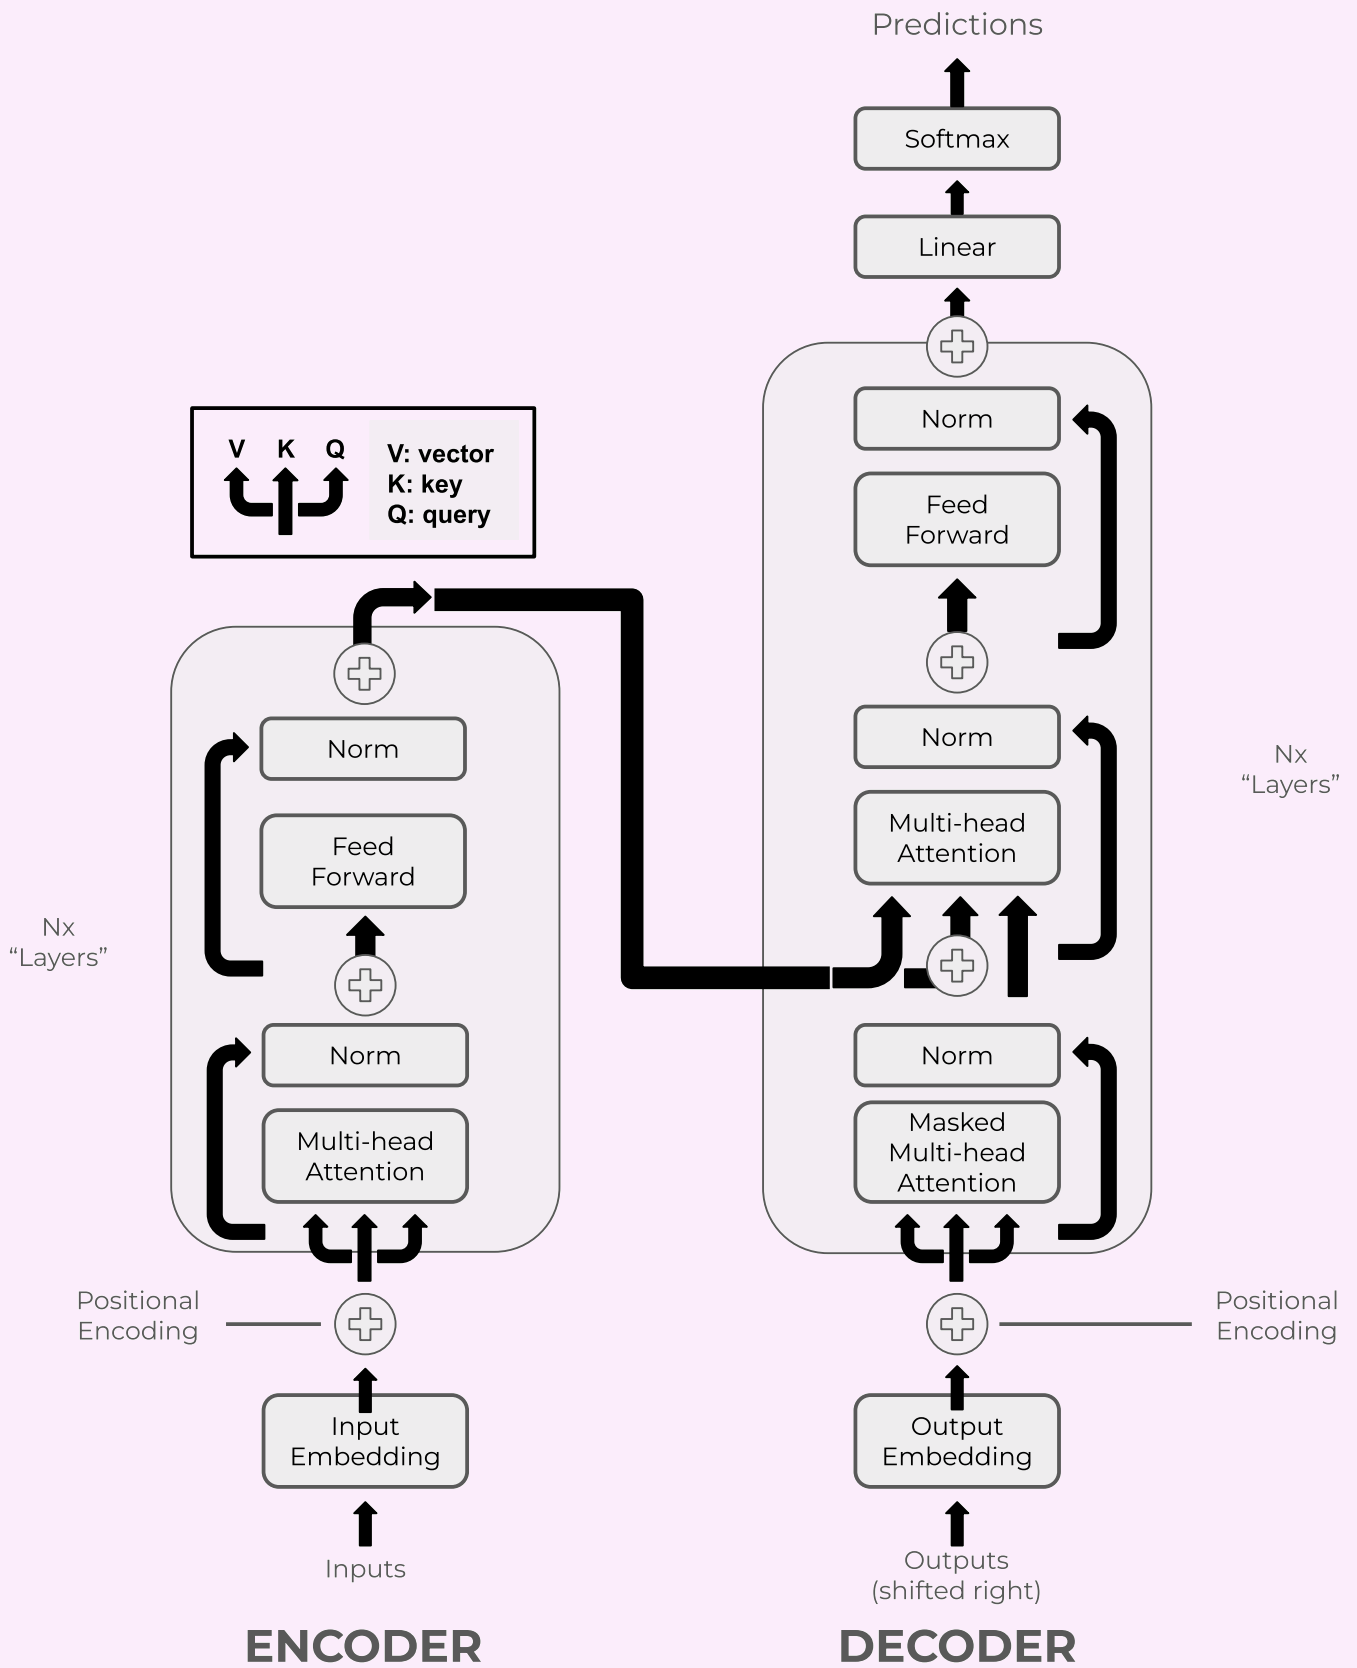 Predictions
Softmax
Linear
Norm
Feed
Forward
Norm
Multi-head
Attention
Norm
Masked
Multi-head
Attention
Nx
“Layers”
Positional
Encoding
Output
Embedding
Outputs
(shifted right)
DECODER
V K Q
V: vector
K: key
Q: query
Norm
Feed
Forward
Norm
Multi-head
Attention
Nx
“Layers”
Positional
Encoding
Input
Embedding
Inputs
ENCODER